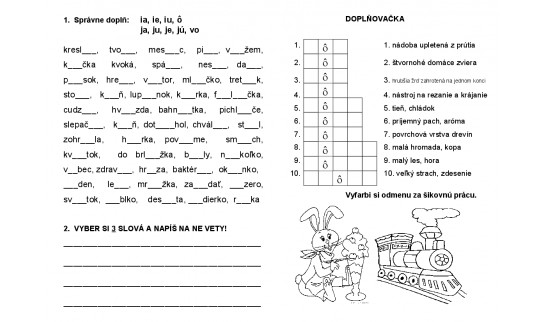 1. Správne doplň: ia, ie, iu, ô
ja, ju, je, jú, vo
kresl___, tvo___, mes___c, pi___, v___žem,
k___čka kvoká, spá___, nes___, da___,
p___sok, hre___, v___tor, ml___čko, tret___k,
sto___, k___ň, lup___nok, k___rka, f___l___čka,
cudz___, hv___zda, bahn___tka, pichl___če,
slepač___, k___ň, dot___hol, chvál___, st___l,
zohr___la, h___rka, pov___me, sm___ch,
kv___tok, do brl___žka, b___ly, n___koľko,
v___bec, zdrav___, hr___za, baktér___, ok___nko,
___den, le___, mr___žka, za___dať, ___zero,
sv___tok, ___blko, des___ta, ___dierko, r___ka
2. VYBER SI 3 SLOVÁ A NAPÍŠ NA NE VETY!
DOPLŇOVAČKA
1. ô
2. ô
3. ô
4. ô
5. ô
6. ô
7. ô
8. ô
9. ô
10. ô
1. nádoba upletená z prútia
2. štvornohé domáce zviera
4. nástroj na rezanie a krájanie
5. tieň, chládok
6. príjemný pach, aróma
7. povrchová vrstva drevín
8. malá hromada, kopa
9. malý les, hora
10. veľký strach, zdesenie
Vyfarbi si odmenu za šikovnú prácu.